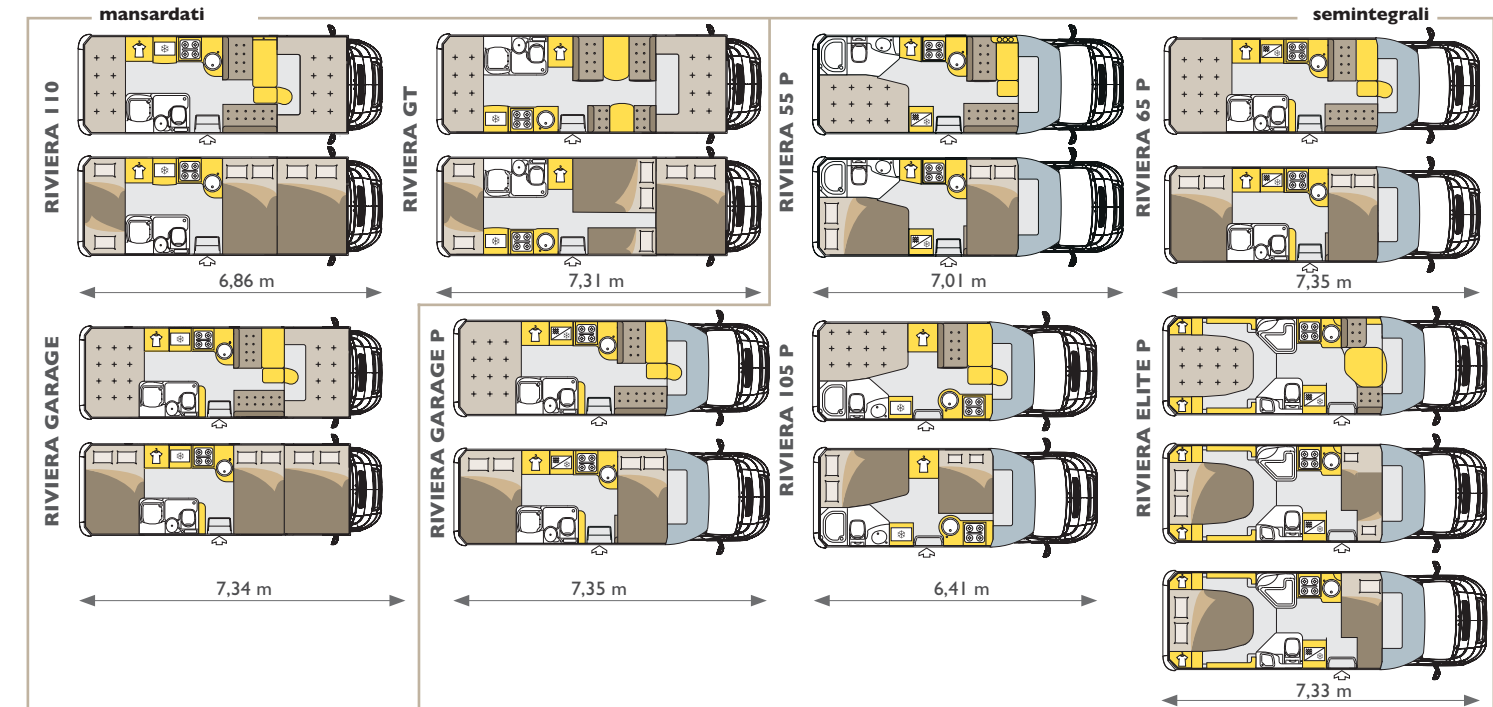 mansardati
semintegrali
RIVIERA 110
RIVIERA GT
RIVIERA 55 P
RIVIERA 65 P
6,86 m
7,31 m
7,01 m
7,35 m
RIVIERA GARAGE
RIVIERA GARAGE P
RIVIERA 105 P
RIVIERA ELITE P
7,34 m
7,35 m
6,41 m
7,33 m